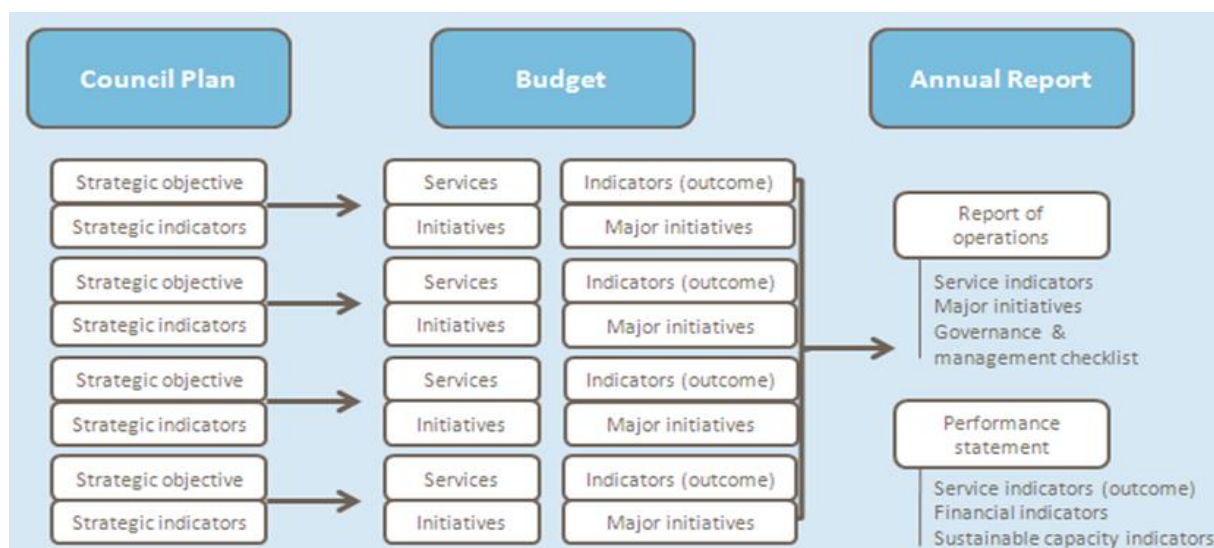 Council Plan
Budget
Annual Report
Strategic objective
Strategic indicators
Services
Initiatives
Indicators (outcome)
Major initiatives
Strategic objective
Strategic indicators
Services
Initiatives
Indicators (outcome)
Major initiatives
Strategic objective
Strategic indicators
Services
Initiatives
Indicators (outcome)
Major initiatives
Strategic objective
Strategic indicators
Services
Initiatives
Indicators (outcome)
Major initiatives
Report of
operations
Service indicators
Major initiatives
Governance &
management checklist
Performance
statement
Service indicators (outcome)
Financial indicators
Sustainable capacity indicators